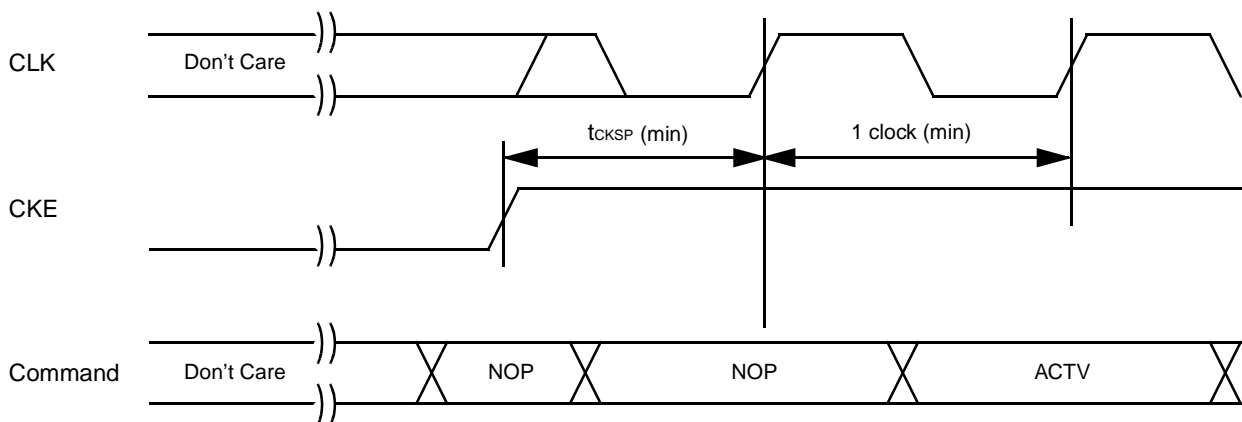 CLK
Don't Care
tCKSP (min)
1 clock (min)
CKE
Command
Don't Care
NOP
NOP
ACTV